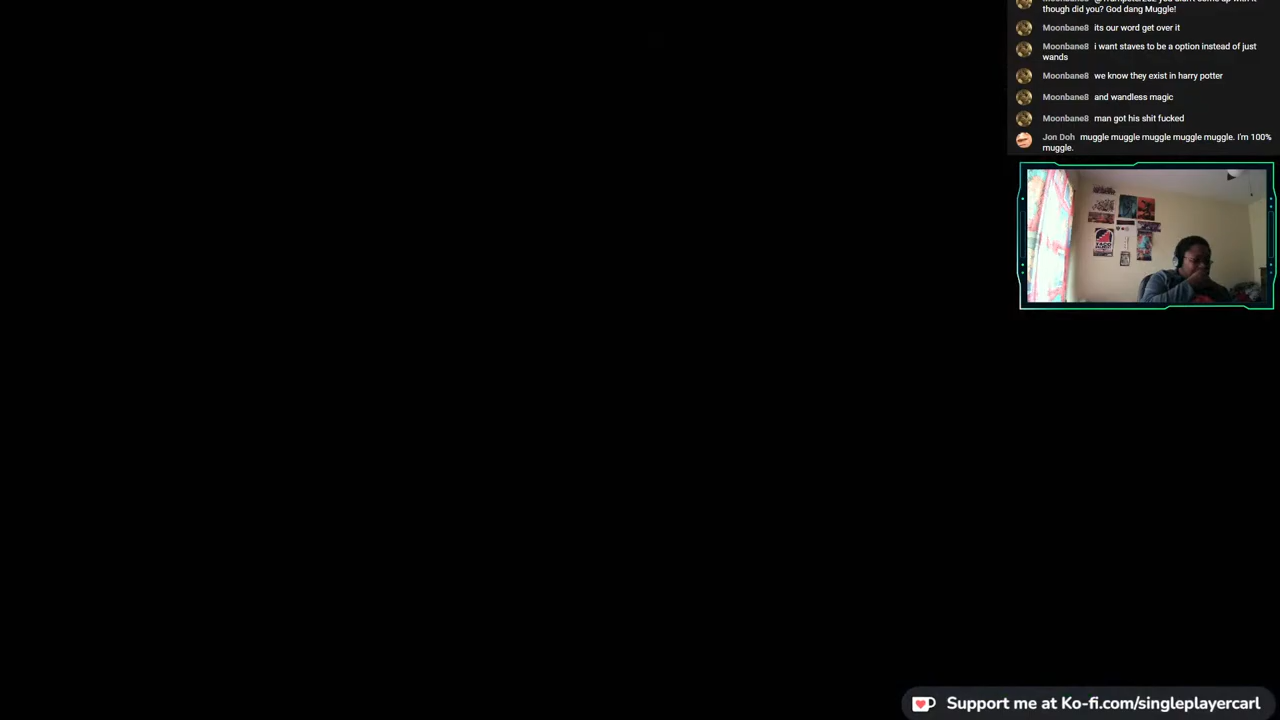 though did you? God dang Muggle!
Moonbane8 its our word get over it
Moonbane8 i want staves to be a option instead of just
wands
Moonbane8 we know they exist in harry potter
Moonbane8 and wandless magic
Moonbane8 man got his shit fucked
Jon Doh muggle muggle muggle muggle muggle. I'm 100%
muggle.
Support me at Ko-fi.com/singleplayercarl